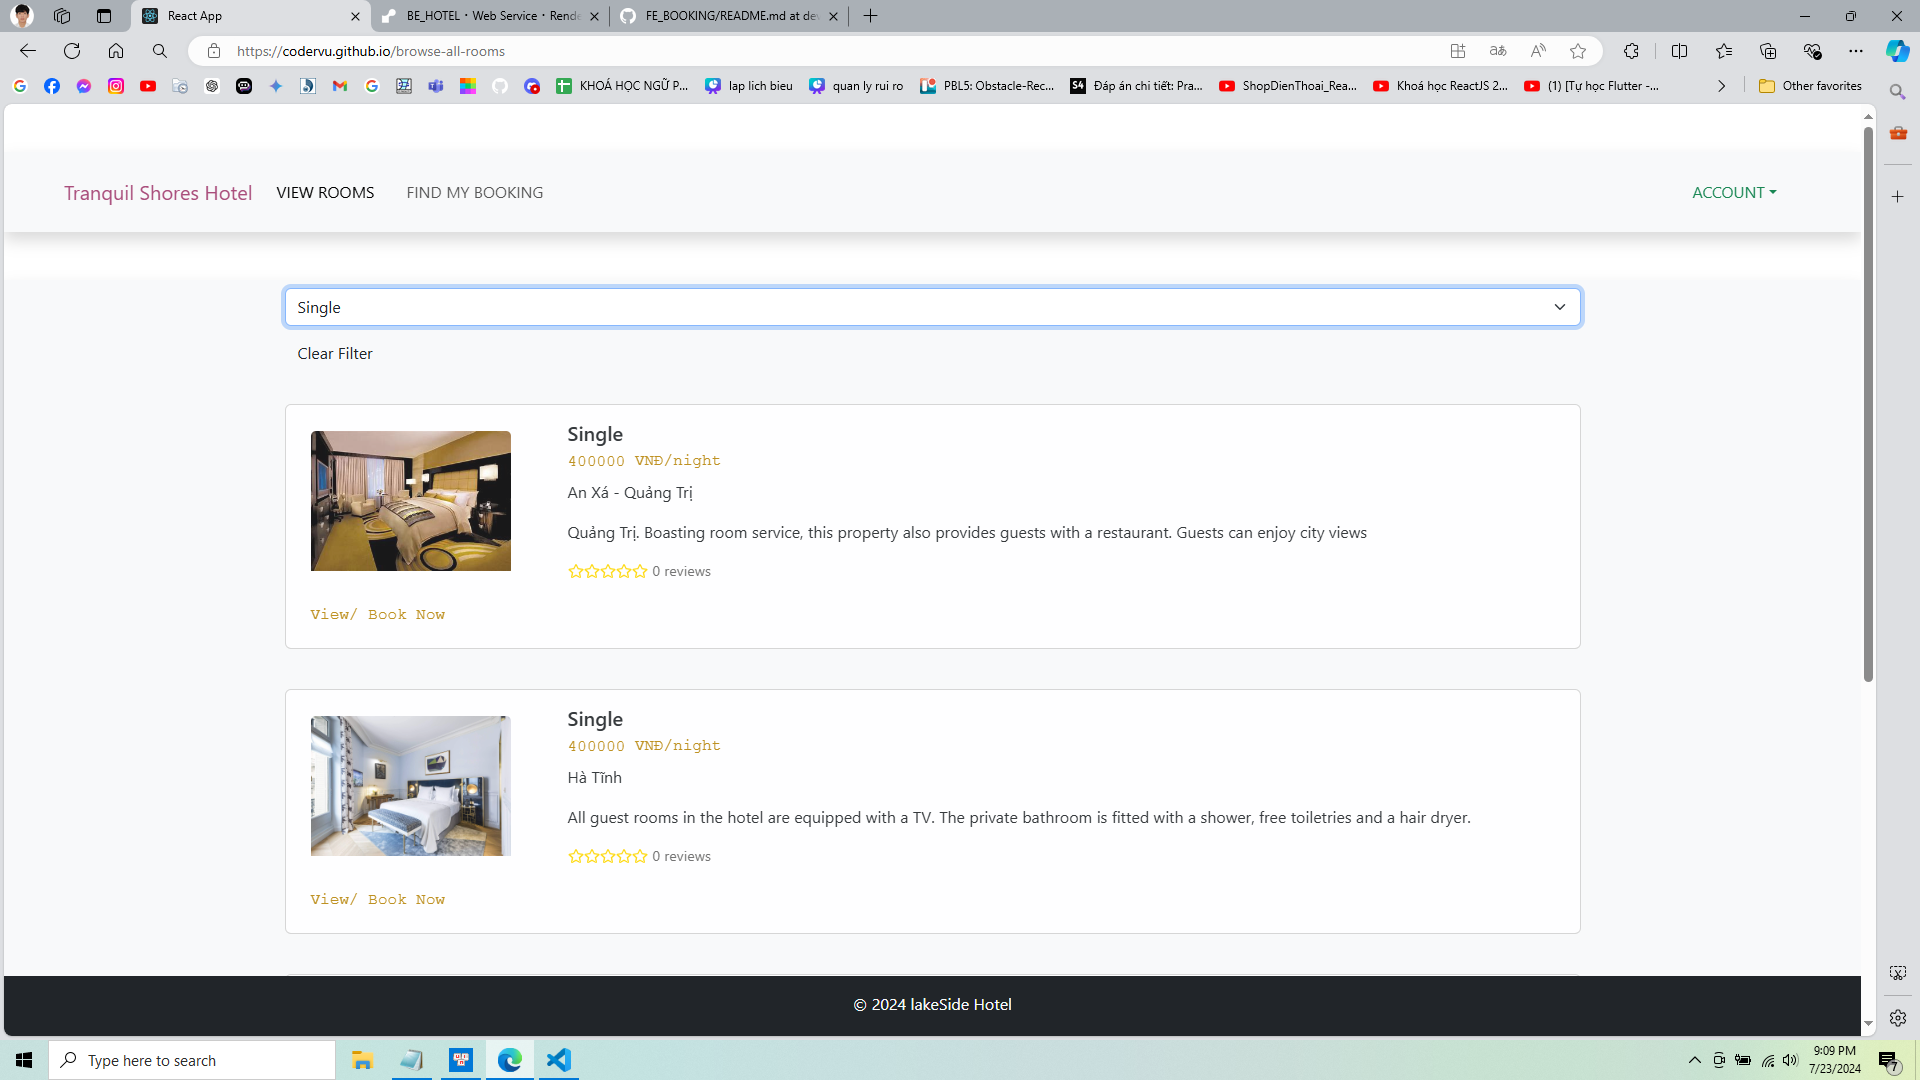 React App
BE_HOTEL · Web Service · Rende
FE_BOOKING/README.md at dev
https://codervu.github.io/browse-all-rooms
KHOÁ HỌC NGỮ P...
lap lich bieu
quan ly rui ro
PBL5: Obstacle-Rec...
S4
Đáp án chi tiết: Pra...
ShopDienThoai_Rea...
Khoá học ReactJS 2...
(1) [Tự học Flutter -...
Other favorites
Tranquil Shores Hotel
VIEW ROOMS
FIND MY BOOKING
ACCOUNT
Single
Clear Filter
Single
400000 VNĐ/night
An Xá - Quảng Trị
Quảng Trị. Boasting room service, this property also provides guests with a restaurant. Guests can enjoy city views
0 reviews
View/ Book Now
Single
400000 VNĐ/night
Hà Tĩnh
All guest rooms in the hotel are equipped with a TV. The private bathroom is fitted with a shower, free toiletries and a hair dryer.
0 reviews
View/ Book Now
© 2024 lakeSide Hotel
Type here to search
9:09 PM
7/23/2024
7